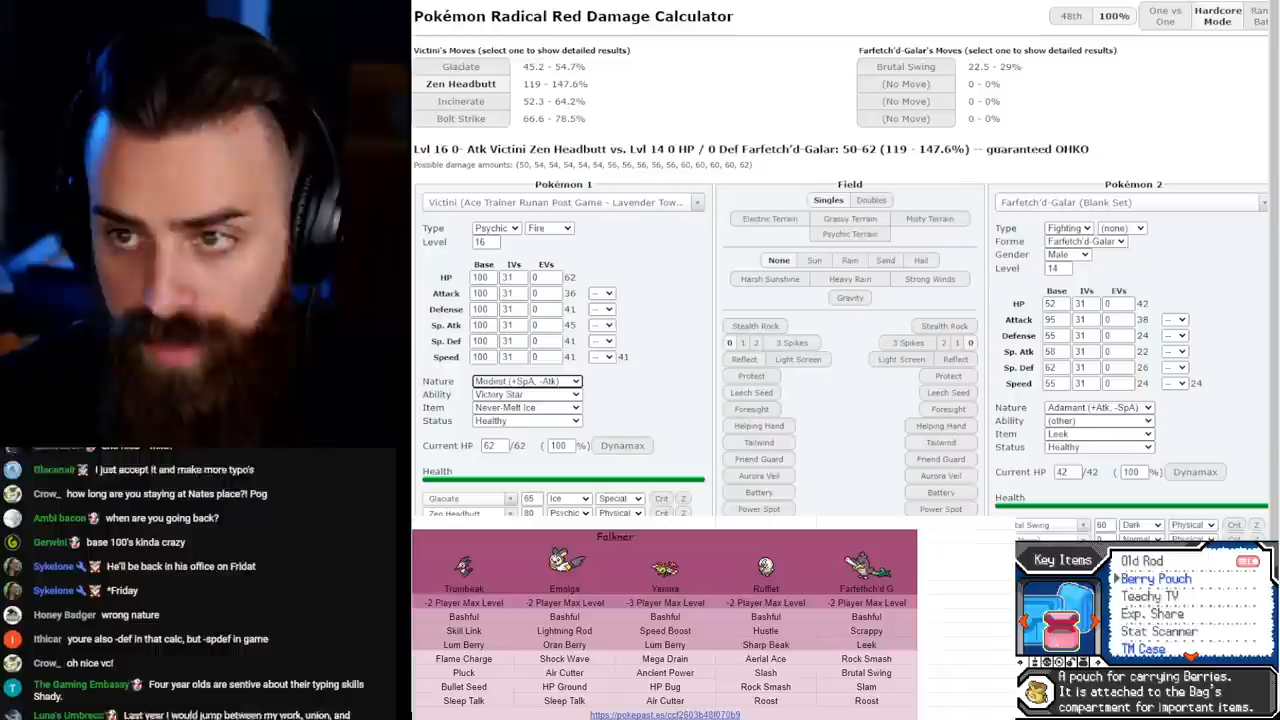 Pokémon Radical Red Damage Calculator
48th 100% One vs One Hardcore Mode
Victini's Moves (select one to show detailed results)
Glaciate 45.2 - 54.7%
Zen Headbutt 119 - 147.6%
Incinerate 52.3 - 64.2%
Bolt Strike 66.6 - 78.5%
Farfetch'd-Galar's Moves (select one to show detailed results)
Brutal Swing 22.5 - 29%
(No Move) 0 - 0%
(No Move) 0 - 0%
(No Move) 0 - 0%
Lvl 16 0- Atk Victini Zen Headbutt vs. Lvl 14 0 HP / 0 Def Farfetch'd-Galar: 50-62 (119 - 147.6%) -- guaranteed OHKO
Possible damage amounts: (50, 54, 54, 54, 54, 54, 56, 56, 56, 56, 56, 60, 60, 60, 60, 62)
Pokémon 1
Victini (Ace Trainer Runan Post Game - Lavender Tow...
Type Psychic Fire
Level 16
Base IVs EVs
HP 100 31 0 62
Attack 100 31 0 36 --
Defense 100 31 0 41 --
Sp. Atk 100 31 0 45 --
Sp. Def 100 31 0 41 --
Speed 100 31 0 41 -- 41
Nature Modest (+SpA, -Atk)
Ability Victory Star
Item Never-Melt Ice
Status Healthy
Current HP 62 /62 ( 100 %) Dynamax
Health
Glaciate 65 Ice Special Crit Z
Zen Headbutt 80 Psychic Physical Crit Z
Field
Singles Doubles
Electric Terrain Grassy Terrain Misty Terrain
Psychic Terrain
None Sun Rain Sand Hail
Harsh Sunshine Heavy Rain Strong Winds
Gravity
Stealth Rock Stealth Rock
0 1 2 3 Spikes 3 Spikes 2 1 0
Reflect Light Screen Light Screen Reflect
Protect Protect
Leech Seed Leech Seed
Foresight Foresight
Helping Hand Helping Hand
Tailwind Tailwind
Friend Guard Friend Guard
Aurora Veil Aurora Veil
Battery Battery
Power Spot Power Spot
Pokémon 2
Farfetch'd-Galar (Blank Set)
Type Fighting (none)
Forme Farfetch'd-Galar
Gender Male
Level 14
Base IVs EVs
HP 52 31 0 42
Attack 95 31 0 38 --
Defense 55 31 0 24 --
Sp. Atk 58 31 0 22 --
Sp. Def 62 31 0 26 --
Speed 55 31 0 24 -- 24
Nature Adamant (+Atk, -SpA)
Ability (other)
Item Leek
Status Healthy
Current HP 42 /42 ( 100 %) Dynamax
Health
tal Swing 60 Dark Physical Crit Z
Glacanair I just accept it and make more typo's
Crow_ how long are you staying at Nates place?! Pog
Ambi bacon when are you going back?
Gerwini base 100's kinda crazy
Sykelone He'll be back in his office on Fridat
Sykelone *Friday
Honey Badger wrong nature
Ithicar youre also -def in that calc, but -spdef in game
Crow_ oh nice vc!
The Gaming Embassy Four year olds are sentive about their typing skills Shady.
Luna's Umbreon Last year I would jump between my work, union, and
Falkner
Trumbeak Emolga Yanma Rufflet Farfetch'd G
-2 Player Max Level -2 Player Max Level -3 Player Max Level -2 Player Max Level -2 Player Max Level
Bashful Bashful Bashful Bashful Bashful
Skill Link Lightning Rod Speed Boost Hustle Scrappy
Lum Berry Oran Berry Lum Berry Sharp Beak Leek
Flame Charge Shock Wave Mega Drain Aerial Ace Rock Smash
Pluck Air Cutter Ancient Power Slash Brutal Swing
Bullet Seed HP Ground HP Bug Rock Smash Slam
Sleep Talk Sleep Talk Air Cutter Roost Roost
https://pokepast.es/ccf2603b48f070b9
Key Items
Old Rod
Berry Pouch
Teachy TV
Exp. Share
Stat Scanner
TM Case
A pouch for carrying Berries.
It is attached to the Bag's
compartment for important items.